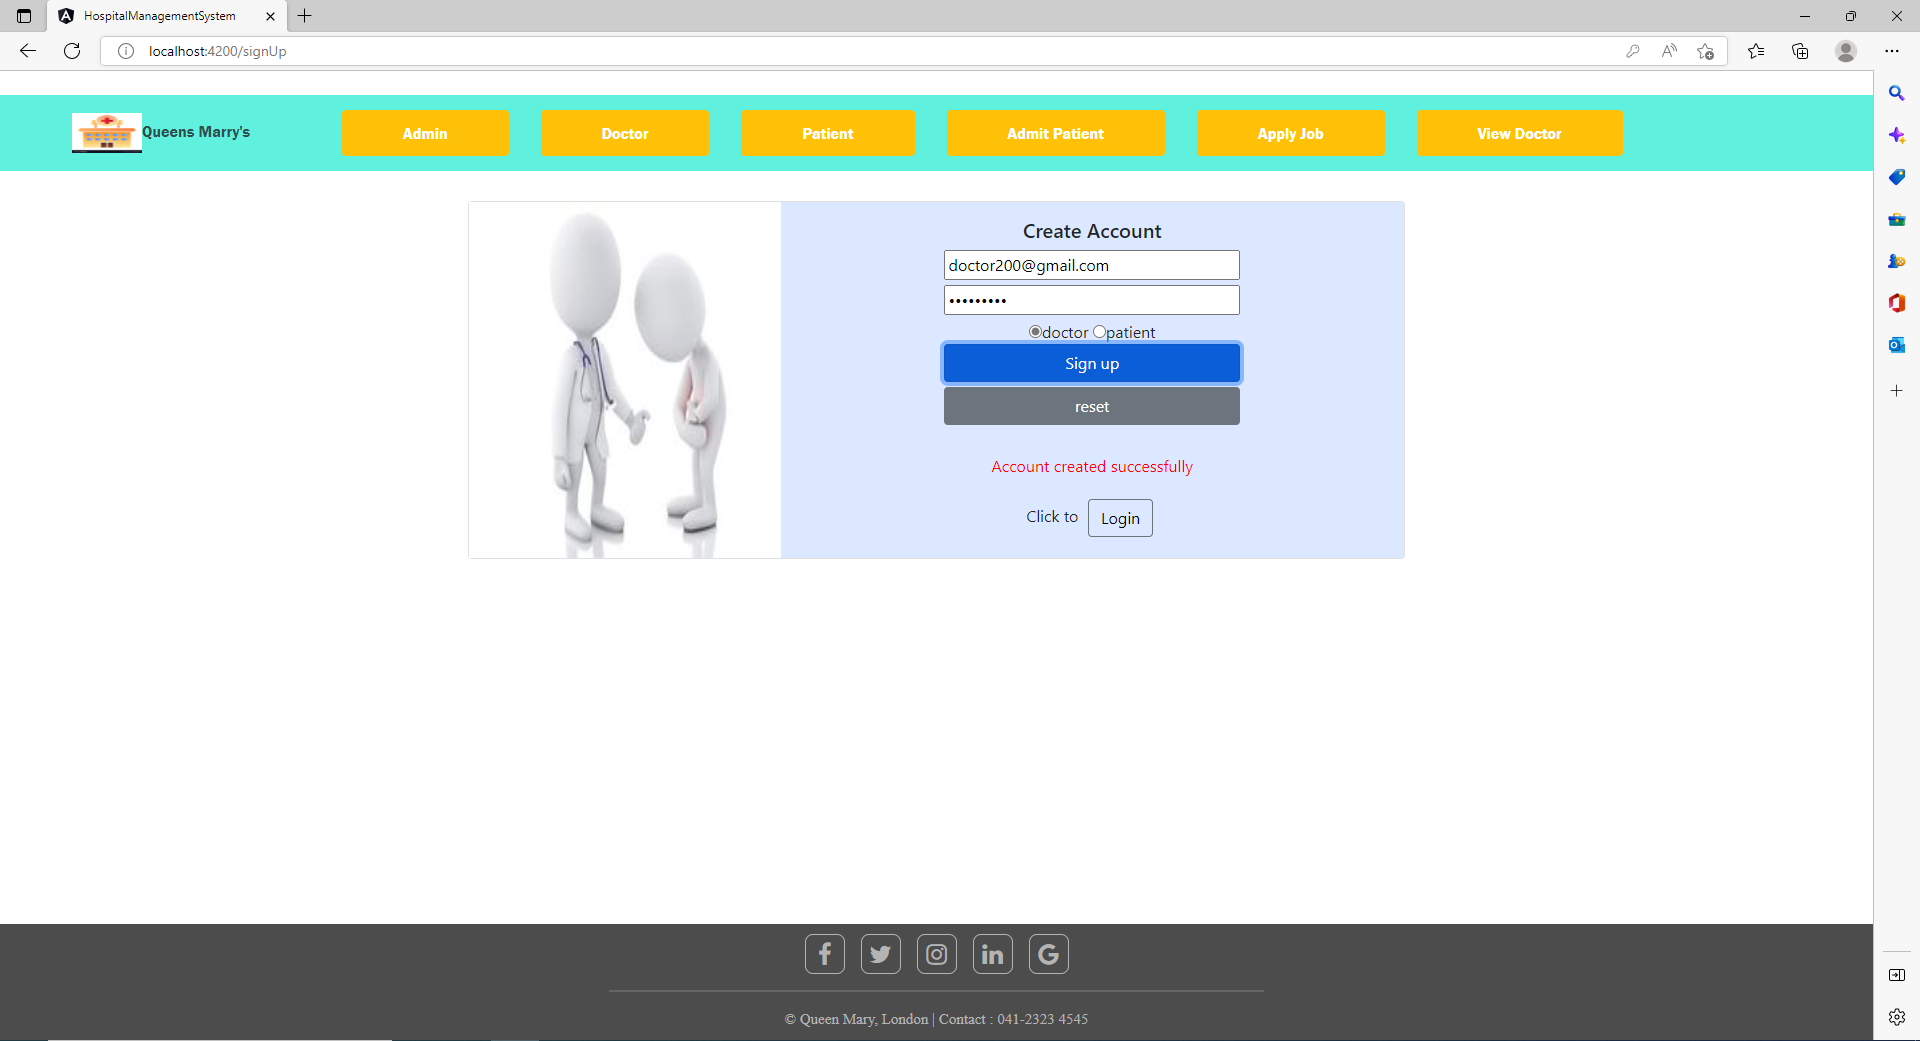 HospitalManagementSystem
localhost:4200/signUp
Queens Marry's
Admin
Doctor
Patient
Admit Patient
Apply Job
View Doctor
Create Account
doctor200@gmail.com
•••••••••
doctor patient
Sign up
reset
Account created successfully
Click to Login
© Queen Mary, London | Contact : 041-2323 4545